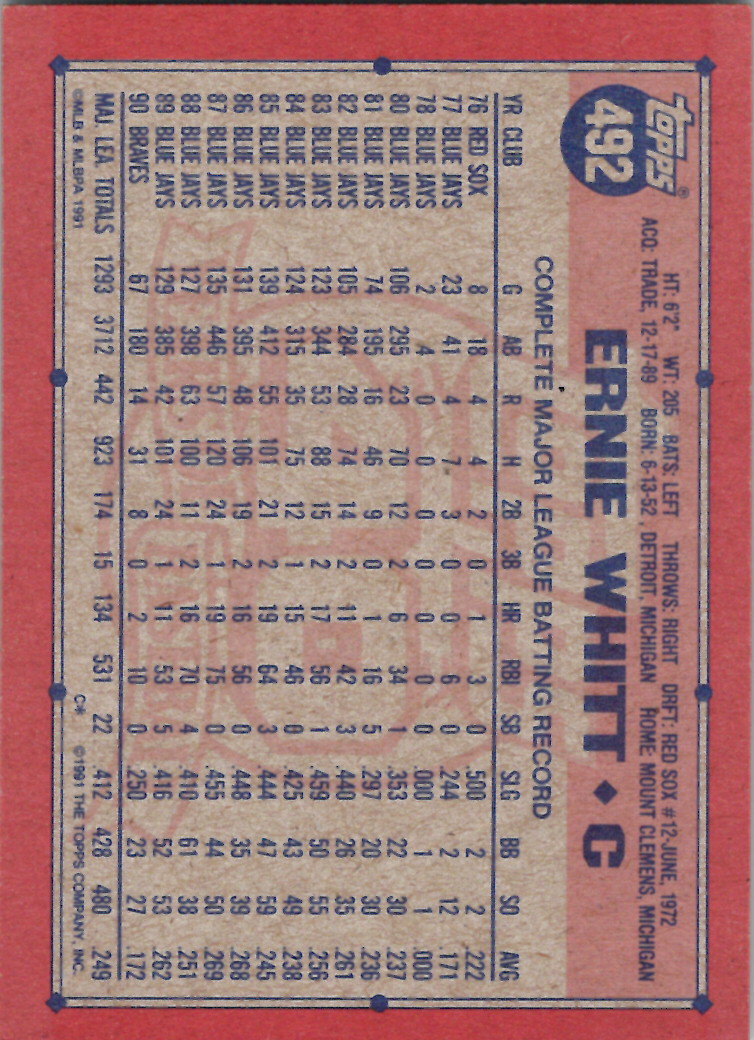 topps®
492
HT: 6'2" WT: 205 BATS: LEFT THROWS: RIGHT DRFT: RED SOX #12-JUNE, 1972
ACQ: TRADE, 12-17-89 BORN: 6-13-52, DETROIT, MICHIGAN HOME: MOUNT CLEMENS, MICHIGAN
ERNIE WHITT ◆ C
COMPLETE MAJOR LEAGUE BATTING RECORD
YR CLUB G AB R H 2B 3B HR RBI SB SLG BB SO AVG
76 RED SOX 8 18 4 4 2 0 1 3 0 .500 2 2 .222
77 BLUE JAYS 23 41 4 7 3 0 0 6 0 .244 2 12 .171
78 BLUE JAYS 2 4 0 0 0 0 0 0 0 .000 1 1 .000
80 BLUE JAYS 106 295 23 70 12 2 6 34 1 .353 22 30 .237
81 BLUE JAYS 74 195 16 46 9 0 1 16 5 .297 20 30 .236
82 BLUE JAYS 105 284 28 74 14 2 11 42 3 .440 26 35 .261
83 BLUE JAYS 123 344 53 88 15 2 17 56 1 .459 50 55 .256
84 BLUE JAYS 124 315 35 75 12 1 15 46 0 .425 43 49 .238
85 BLUE JAYS 139 412 55 101 21 2 19 64 3 .444 47 59 .245
86 BLUE JAYS 131 395 48 106 19 2 16 56 0 .448 35 39 .268
87 BLUE JAYS 135 446 57 120 24 1 19 75 0 .455 44 50 .269
88 BLUE JAYS 127 398 63 100 11 2 16 70 4 .410 61 38 .251
89 BLUE JAYS 129 385 42 101 24 1 11 53 5 .416 52 53 .262
90 BRAVES 67 180 14 31 8 0 2 10 0 .250 23 27 .172
MAJ. LEA. TOTALS 1293 3712 442 923 174 15 134 531 22 .412 428 480 .249
©MLB & MLBPA 1991 C* ©1991 THE TOPPS COMPANY, INC.